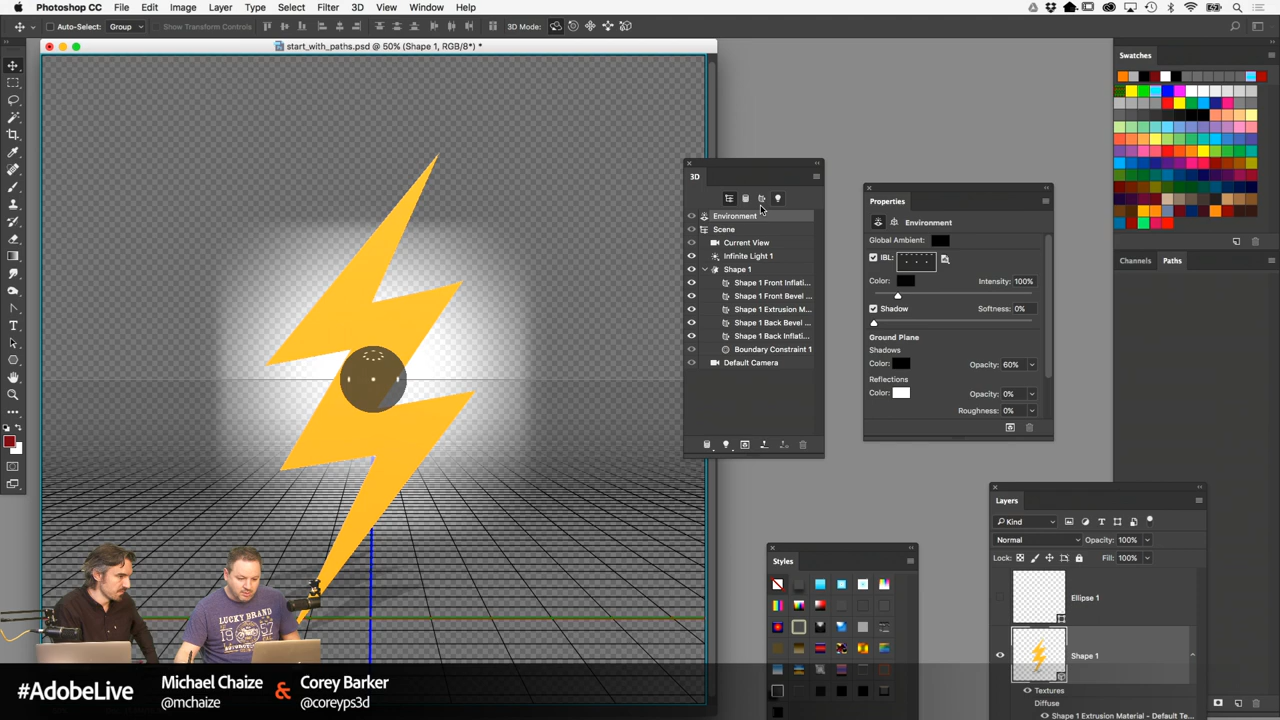 Photoshop CC File Edit Image Layer Type Select Filter 3D View Window Help
Auto-Select: Group Show Transform Controls 3D Mode:
start_with_paths.psd @ 50% (Shape 1, RGB/8*) *
Swatches
3D
Environment
Scene
Current View
Infinite Light 1
Shape 1
Shape 1 Front Inflati...
Shape 1 Front Bevel ...
Shape 1 Extrusion M...
Shape 1 Back Bevel ...
Shape 1 Back Inflati...
Boundary Constraint 1
Default Camera
Properties
Environment
Global Ambient:
IBL:
Color: Intensity: 100%
Shadow Softness: 0%
Ground Plane
Shadows
Color: Opacity: 60%
Reflections
Color: Opacity: 0%
Roughness: 0%
Channels Paths
Styles
Layers
Kind
Normal Opacity: 100%
Lock: Fill: 100%
Ellipse 1
Shape 1
Textures
Diffuse
Shape 1 Extrusion Material - Default Te...
LUCKY BRAND
#AdobeLive
Michael Chaize & Corey Barker
@mchaize @coreyps3d